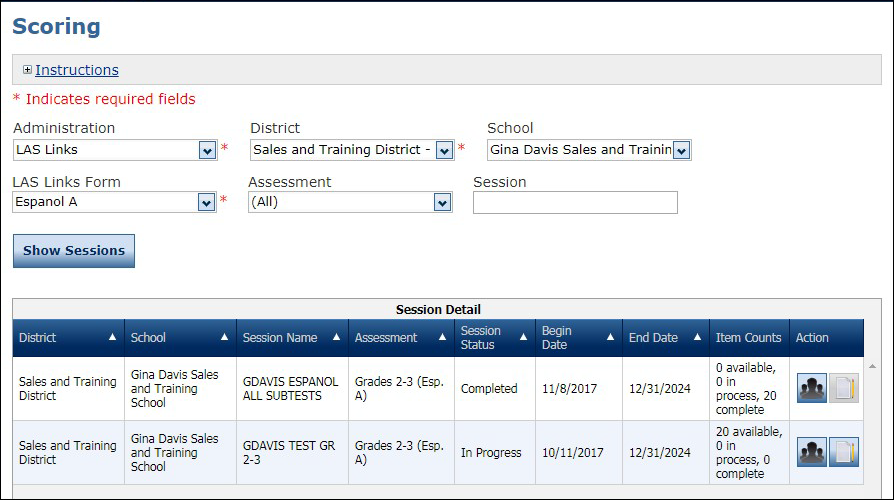 Scoring
Instructions
* Indicates required fields
Administration District School
LAS Links * Sales and Training District - * Gina Davis Sales and Trainin
LAS Links Form Assessment Session
Espanol A * (All)
Show Sessions
Session Detail
District School Session Name Assessment Session Status Begin Date End Date Item Counts Action
Sales and Training District
Gina Davis Sales and Training School
GDAVIS ESPANOL ALL SUBTESTS
Grades 2-3 (Esp. A)
Completed
11/8/2017
12/31/2024
0 available, 0 in process, 20 complete
Sales and Training District
Gina Davis Sales and Training School
GDAVIS TEST GR 2-3
Grades 2-3 (Esp. A)
In Progress
10/11/2017
12/31/2024
20 available, 0 in process, 0 complete